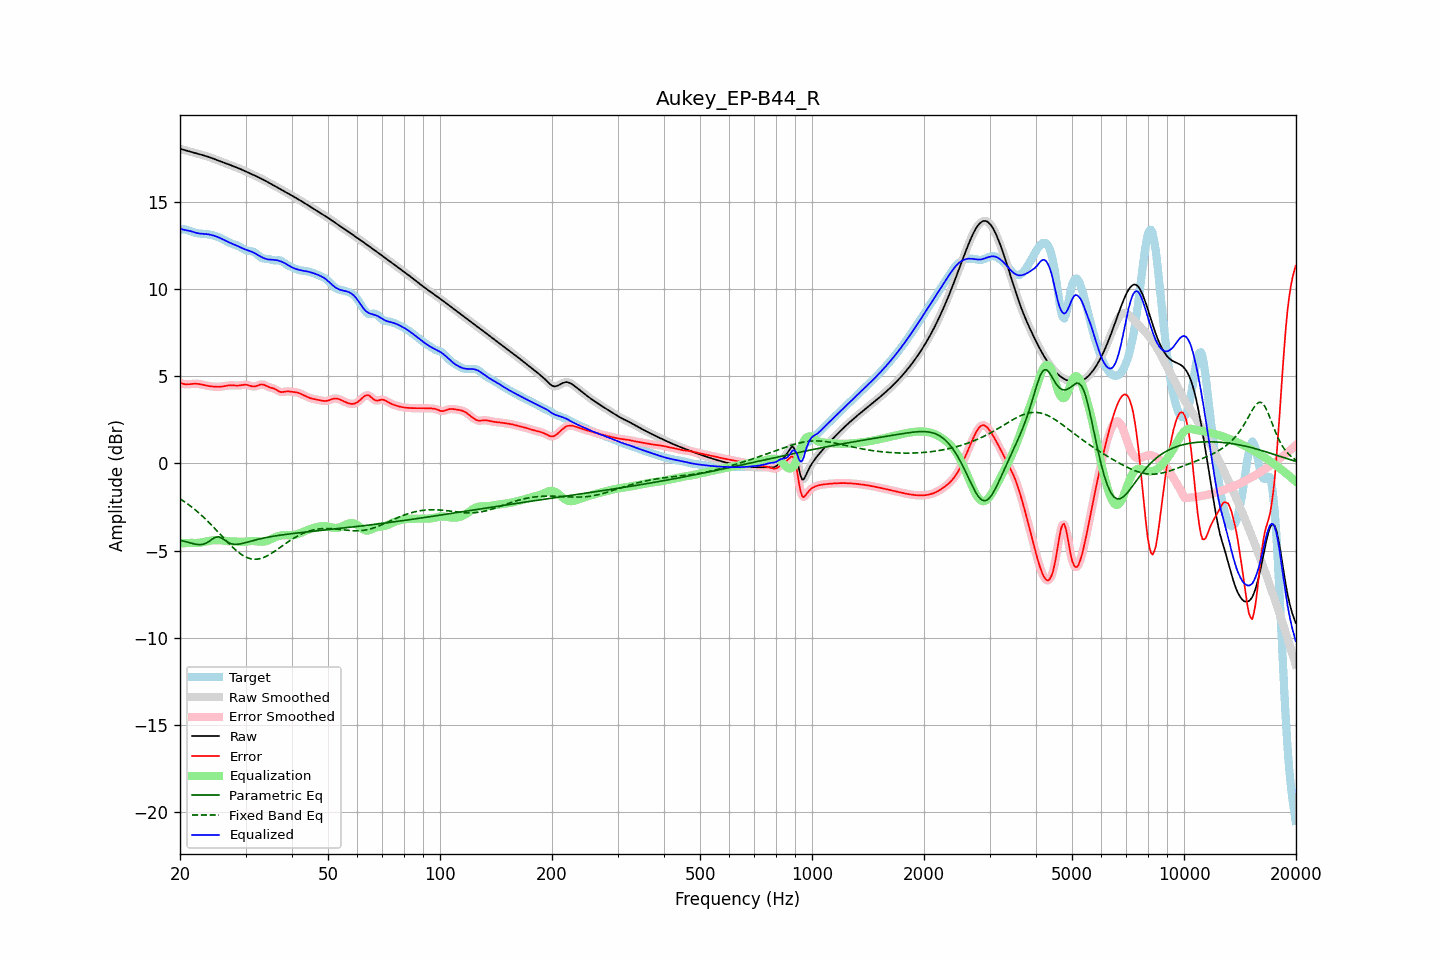 Aukey_EP-B44_R
Amplitude (dBr)
15
10
5
0
−5
−10
−15
−20
Target
Raw Smoothed
Error Smoothed
Raw
Error
Equalization
Parametric Eq
Fixed Band Eq
Equalized
20 50 100 200 500 1000 2000 5000 10000 20000
Frequency (Hz)